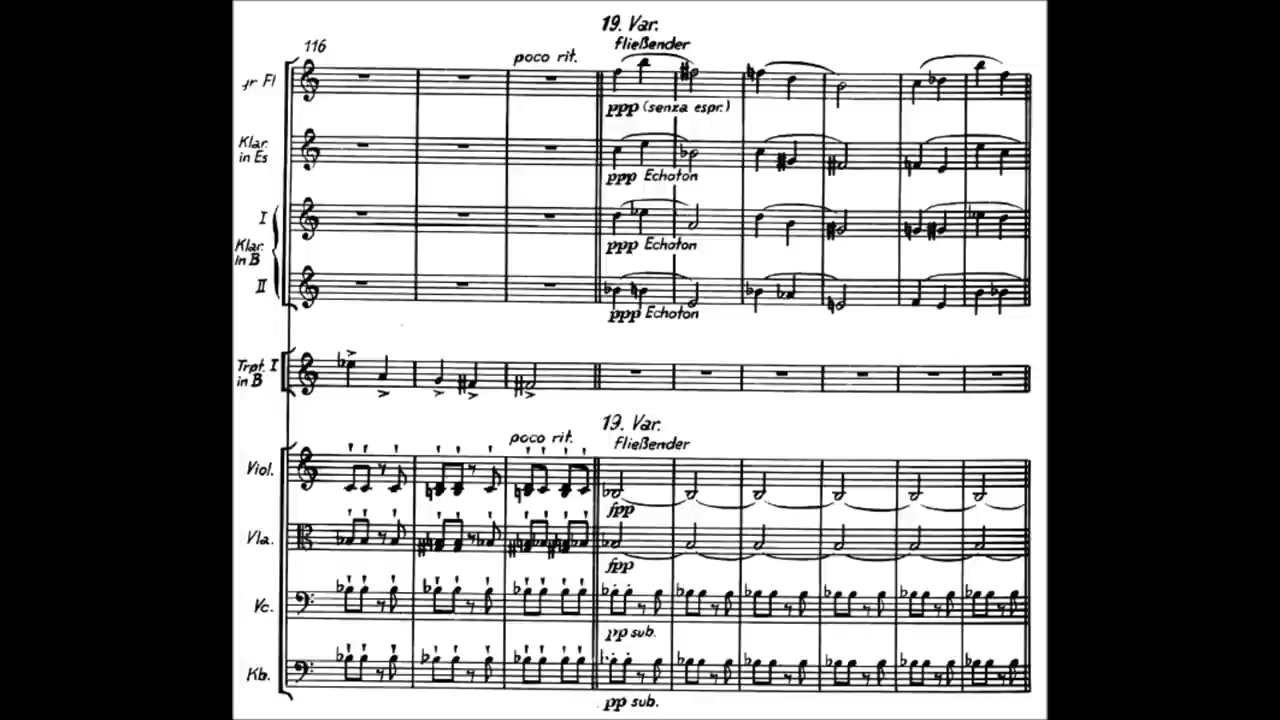 19. Var.
116
poco rit.
fließender
gr Fl
ppp (senza espr.)
Klar.
in Es
ppp Echoton
I
Klar.
in B
ppp Echoton
II
ppp Echoton
Trpt. I
in B
19. Var.
poco rit.
fließender
Viol.
fpp
Vla.
fpp
Vc.
pp sub.
Kb.
pp sub.